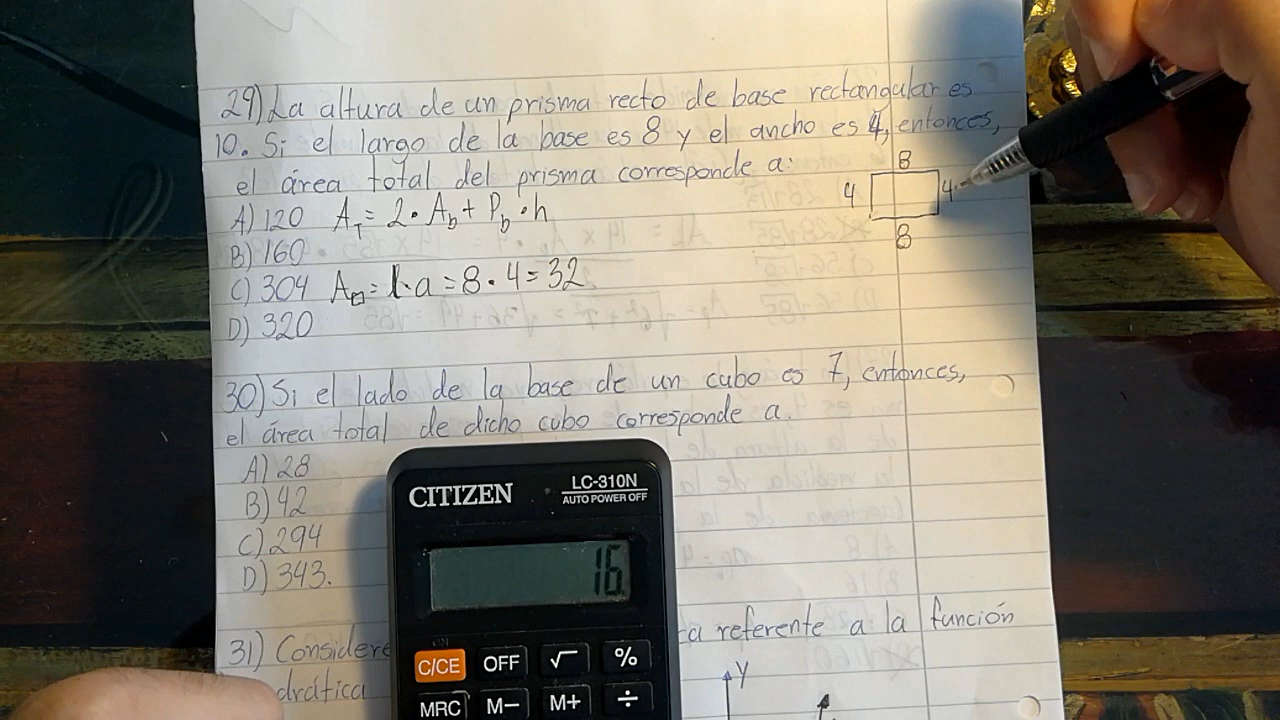 29) La altura de un prisma recto de base rectangular es
10. Si el largo de la base es 8 y el ancho es 4, entonces,
el área total del prisma corresponde a:
8
4 4
8
A) 120 A_T = 2 • A_b + P_b • h
B) 160
C) 304 A_□ = l • a = 8 • 4 = 32
D) 320
30) Si el lado de la base de un cubo es 7, entonces,
el área total de dicho cubo corresponde a.
A) 28
B) 42
C) 294
D) 343.
CITIZEN LC-310N
AUTO POWER OFF
16
31) Considere a referente a la función
drática
Y
ON
C/CE OFF √ %
MRC M− M+ ÷